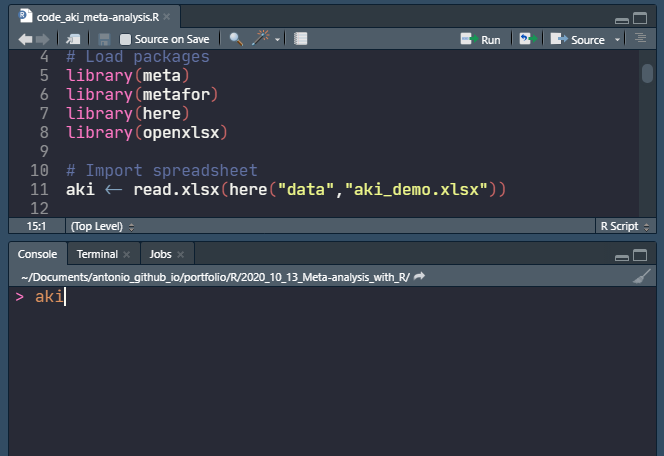 code_aki_meta-analysis.R
Source on Save
Run
Source
4 # Load packages
5 library(meta)
6 library(metafor)
7 library(here)
8 library(openxlsx)
9
10 # Import spreadsheet
11 aki <- read.xlsx(here("data","aki_demo.xlsx"))
12
15:1 (Top Level) R Script
Console Terminal Jobs
~/Documents/antonio_github_io/portfolio/R/2020_10_13_Meta-analysis_with_R/
> aki